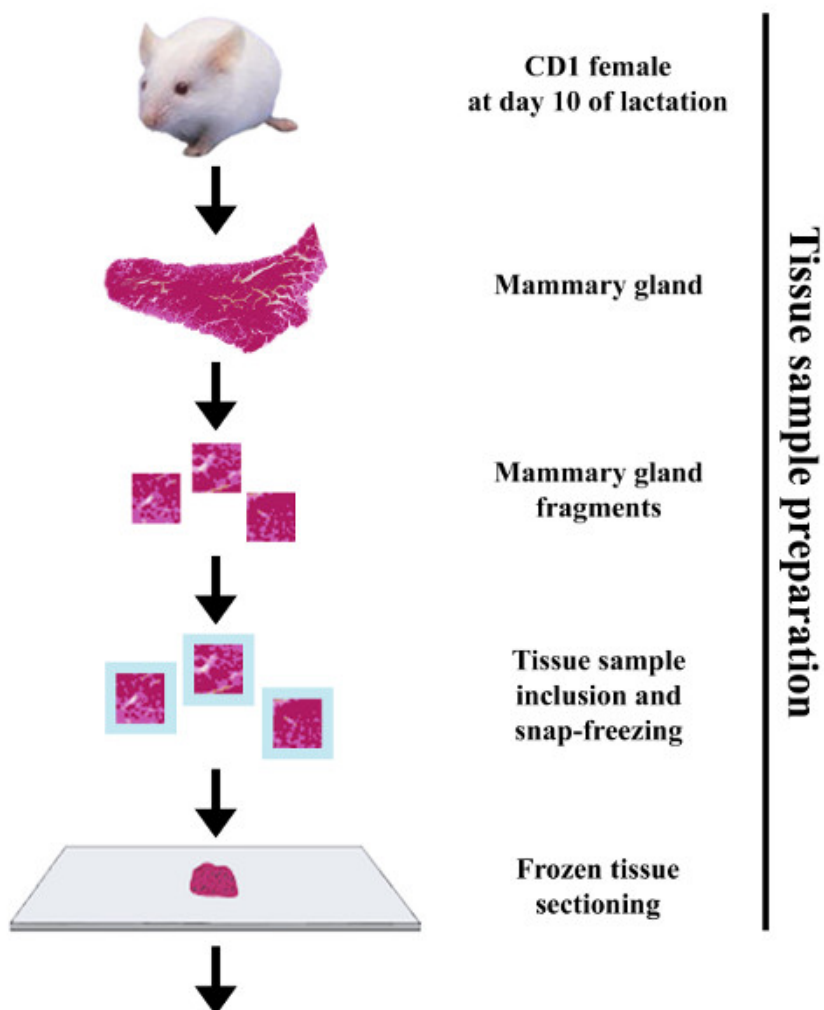 CD1 female
at day 10 of lactation
Mammary gland
Mammary gland
fragments
Tissue sample
inclusion and
snap-freezing
Frozen tissue
sectioning
Tissue sample preparation